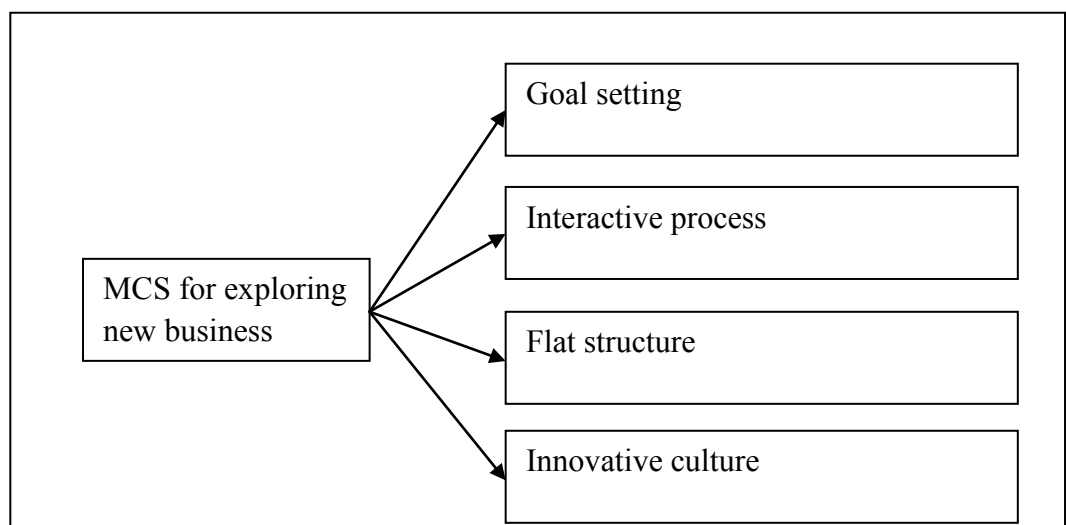 Goal setting
Interactive process
MCS for exploring
new business
Flat structure
Innovative culture